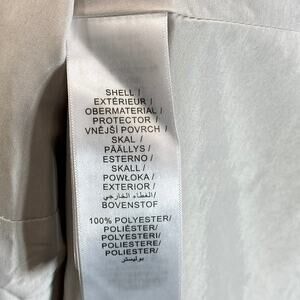 SHELL /
EXTÉRIEUR /
OBERMATERIAL /
PROTECTOR /
VNĚJŠÍ POVRCH /
SKAL /
PÄÄLLYS /
ESTERNO /
SKALL /
POWŁOKA /
EXTERIOR /
الغطاء الخارجي/
BOVENSTOF
100% POLYESTER/
POLIÉSTER/
POLYESTERI/
POLIESTERE/
POLIESTER/
بوليستر